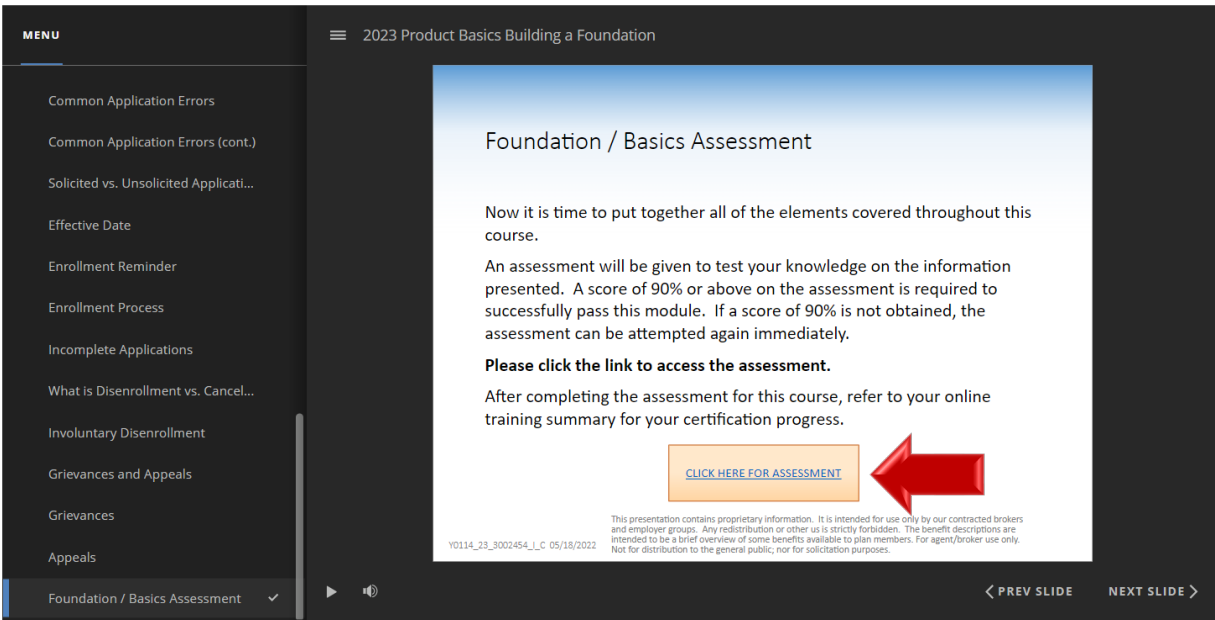 MENU
Common Application Errors
Common Application Errors (cont.)
Solicited vs. Unsolicited Applicati...
Effective Date
Enrollment Reminder
Enrollment Process
Incomplete Applications
What is Disenrollment vs. Cancel...
Involuntary Disenrollment
Grievances and Appeals
Grievances
Appeals
Foundation / Basics Assessment
2023 Product Basics Building a Foundation
Foundation / Basics Assessment
Now it is time to put together all of the elements covered throughout this
course.
An assessment will be given to test your knowledge on the information
presented. A score of 90% or above on the assessment is required to
successfully pass this module. If a score of 90% is not obtained, the
assessment can be attempted again immediately.
Please click the link to access the assessment.
After completing the assessment for this course, refer to your online
training summary for your certification progress.
CLICK HERE FOR ASSESSMENT
This presentation contains proprietary information. It is intended for use only by our contracted brokers
and employer groups. Any redistribution or other us is strictly forbidden. The benefit descriptions are
intended to be a brief overview of some benefits available to plan members. For agent/broker use only.
Not for distribution to the general public; nor for solicitation purposes.
Y0114_23_3002454_I_C 05/18/2022
PREV SLIDE
NEXT SLIDE